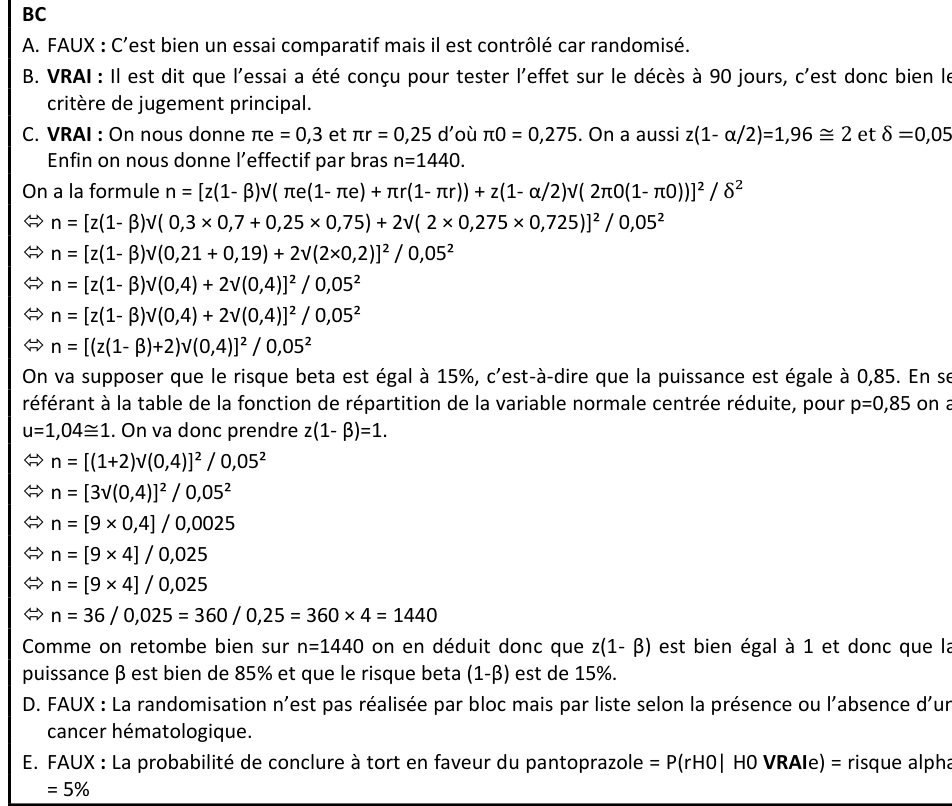 BC
A. FAUX : C’est bien un essai comparatif mais il est contrôlé car randomisé.
B. VRAI : Il est dit que l’essai a été conçu pour tester l’effet sur le décès à 90 jours, c’est donc bien le
critère de jugement principal.
C. VRAI : On nous donne πe = 0,3 et πr = 0,25 d’où π0 = 0,275. On a aussi z(1- α/2)=1,96 ≅ 2 et δ =0,05
Enfin on nous donne l’effectif par bras n=1440.
On a la formule n = [z(1- β)√( πe(1- πe) + πr(1- πr)) + z(1- α/2)√( 2π0(1- π0))]² / δ²
⇔ n = [z(1- β)√( 0,3 × 0,7 + 0,25 × 0,75) + 2√( 2 × 0,275 × 0,725)]² / 0,05²
⇔ n = [z(1- β)√(0,21 + 0,19) + 2√(2×0,2)]² / 0,05²
⇔ n = [z(1- β)√(0,4) + 2√(0,4)]² / 0,05²
⇔ n = [z(1- β)√(0,4) + 2√(0,4)]² / 0,05²
⇔ n = [(z(1- β)+2)√(0,4)]² / 0,05²
On va supposer que le risque beta est égal à 15%, c’est-à-dire que la puissance est égale à 0,85. En se
référant à la table de la fonction de répartition de la variable normale centrée réduite, pour p=0,85 on a
u=1,04≅1. On va donc prendre z(1- β)=1.
⇔ n = [(1+2)√(0,4)]² / 0,05²
⇔ n = [3√(0,4)]² / 0,05²
⇔ n = [9 × 0,4] / 0,0025
⇔ n = [9 × 4] / 0,025
⇔ n = [9 × 4] / 0,025
⇔ n = 36 / 0,025 = 360 / 0,25 = 360 × 4 = 1440
Comme on retombe bien sur n=1440 on en déduit donc que z(1- β) est bien égal à 1 et donc que la
puissance β est bien de 85% et que le risque beta (1-β) est de 15%.
D. FAUX : La randomisation n’est pas réalisée par bloc mais par liste selon la présence ou l’absence d’un
cancer hématologique.
E. FAUX : La probabilité de conclure à tort en faveur du pantoprazole = P(rH0| H0 VRAIe) = risque alpha
= 5%